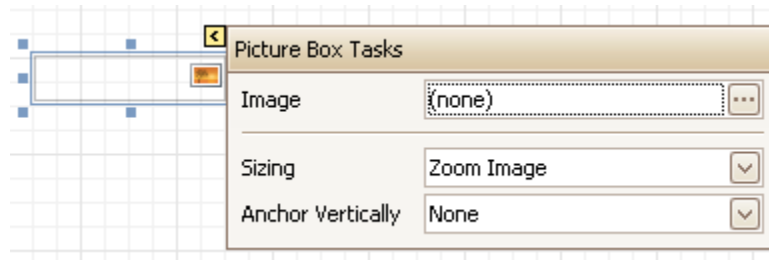 Picture Box Tasks
Image (none) ...
Sizing Zoom Image
Anchor Vertically None